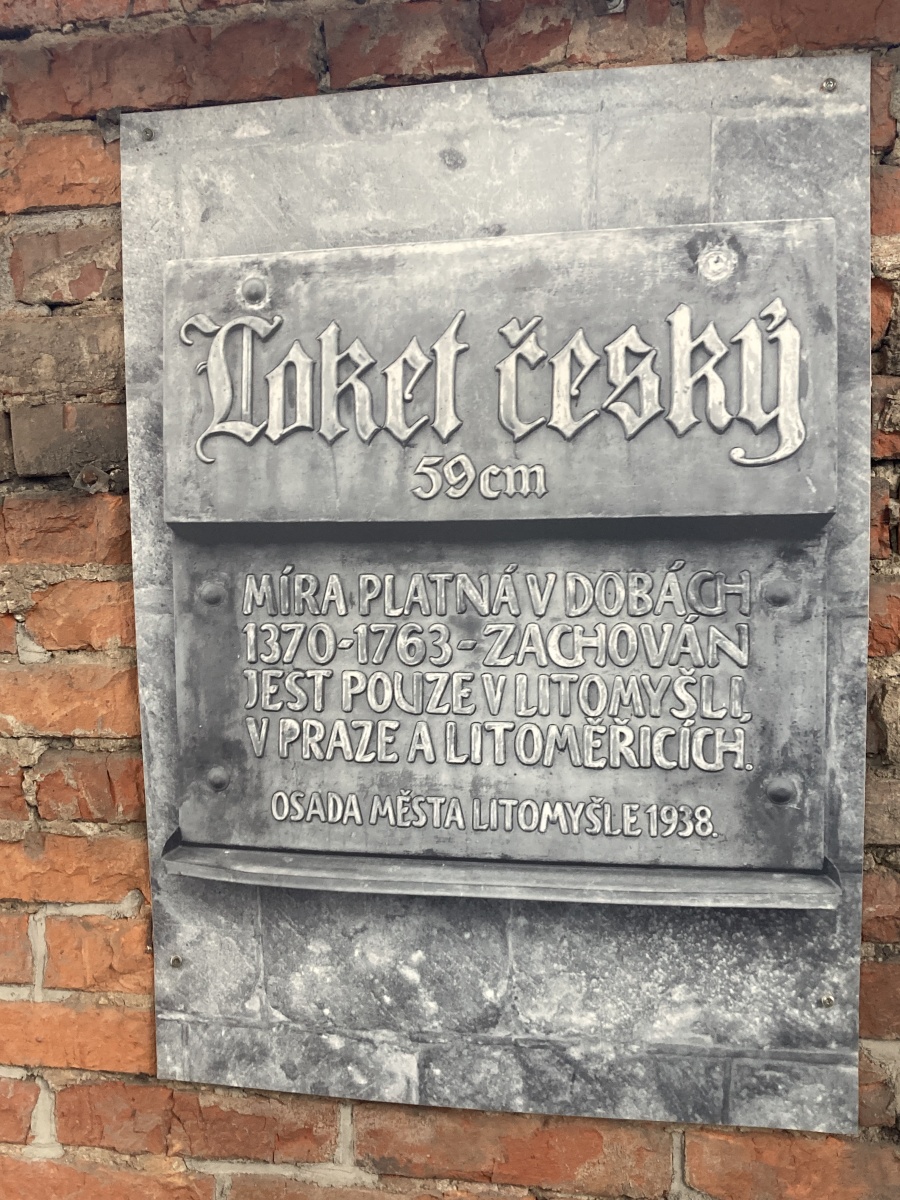 Loket český
59cm
MÍRA PLATNÁ V DOBÁCH
1370-1763-ZACHOVÁN
JEST POUZE V LITOMYŠLI,
V PRAZE A LITOMĚŘICÍCH.
OSADA MĚSTA LITOMYŠLE 1938.